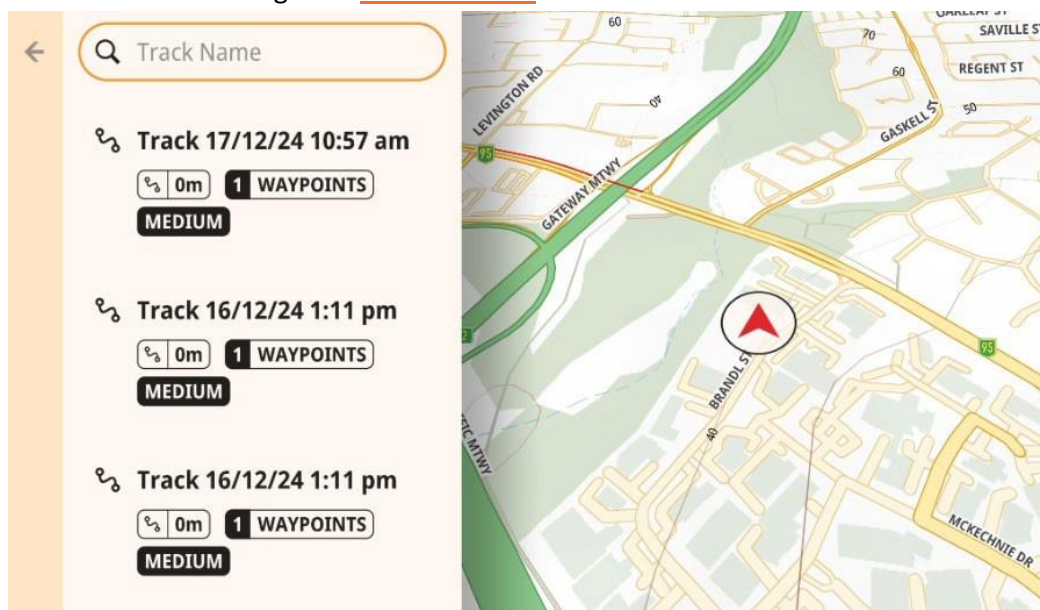 Track Name
Track 17/12/24 10:57 am
0m 1 WAYPOINTS
MEDIUM
Track 16/12/24 1:11 pm
0m 1 WAYPOINTS
MEDIUM
Track 16/12/24 1:11 pm
0m 1 WAYPOINTS
MEDIUM
60
70
SAVILLE S
60
REGENT ST
LEVINGTON RD
40
50
GASKELL ST
95
GATEWAY MTWY
95
BRANDL ST
40
MTWY
MCKECHNIE DR